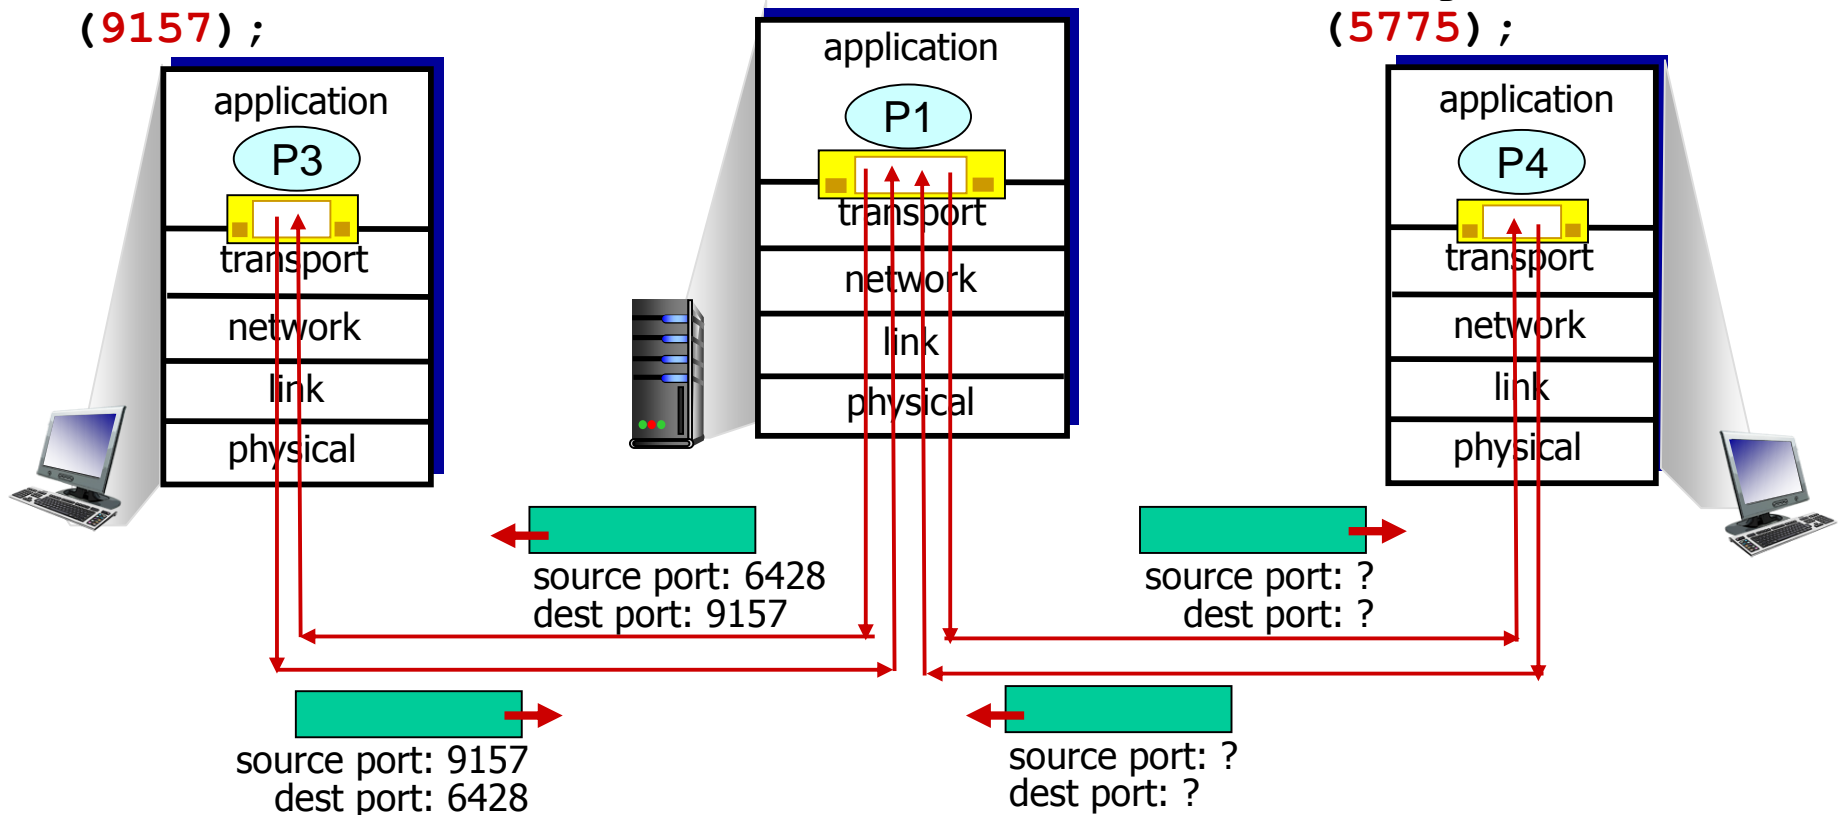 (9157);
application
P3
transport
network
link
physical
application
P1
transport
network
link
physical
(5775);
application
P4
transport
network
link
physical
source port: 6428
dest port: 9157
source port: ?
dest port: ?
source port: 9157
dest port: 6428
source port: ?
dest port: ?